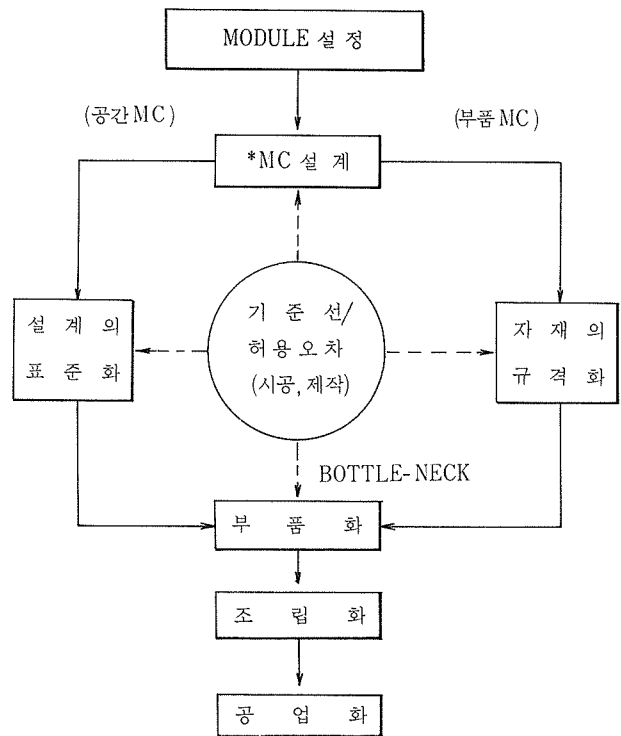 MODULE 설정
(공간MC)
(부품MC)
*MC 설 계
기 준 선/
허용오차
(시공, 제작)
설 계 의
표 준 화
자 재 의
규 격 화
BOTTLE-NECK
부 품 화
조 립 화
공 업 화